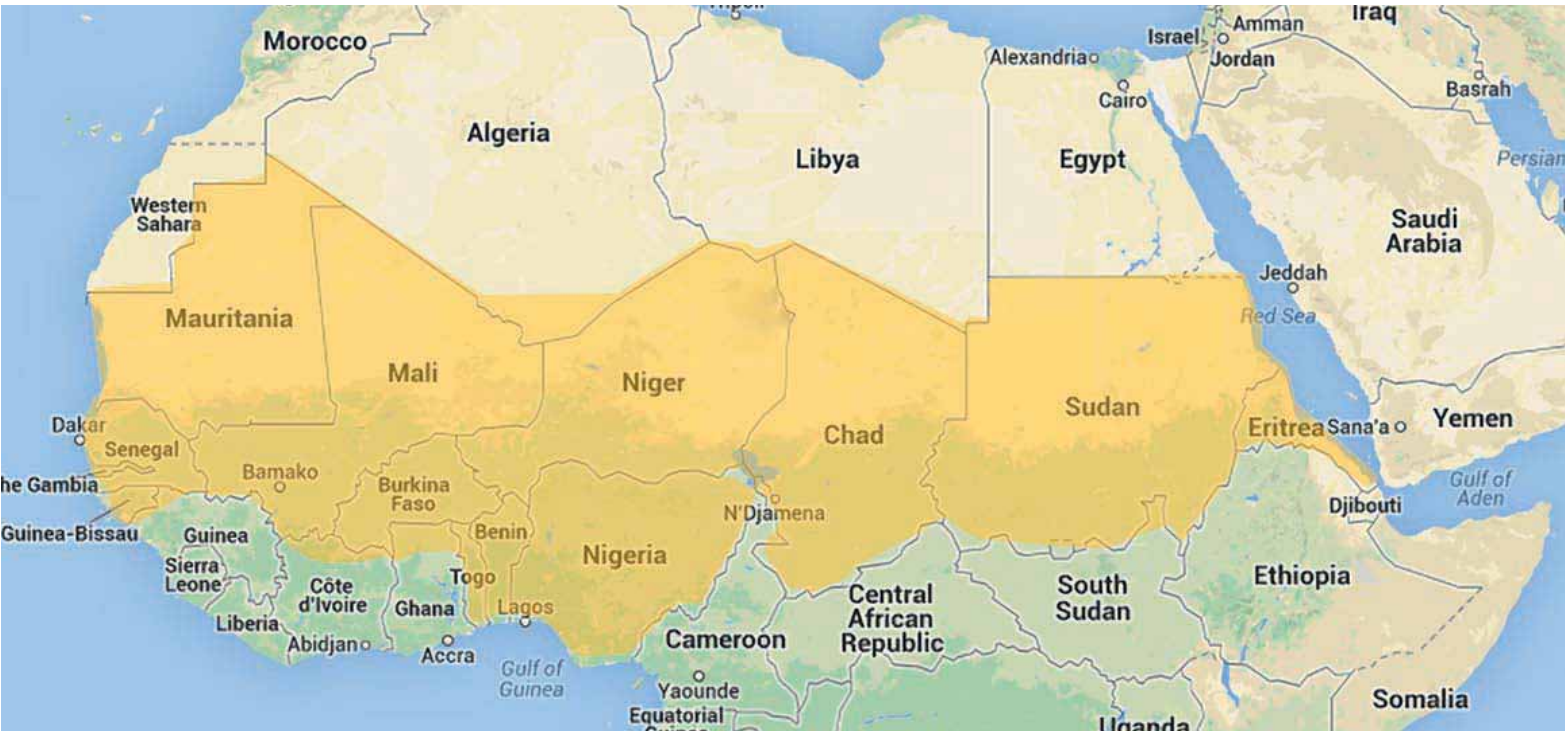 Tripoli
Iraq
Amman
Morocco
Israel
Jordan
Alexandria
Basrah
Cairo
Algeria
Libya
Egypt
Persian
Western
Sahara
Saudi
Arabia
Jeddah
Red Sea
Mauritania
Mali
Niger
Sudan
Chad
Eritrea
Sana'a
Yemen
Dakar
Senegal
Bamako
Burkina
Faso
he Gambia
Gulf of
Aden
N'Djamena
Djibouti
Guinea-Bissau
Guinea
Benin
Nigeria
Sierra
Leone
Togo
Ethiopia
Côte
d'Ivoire
Ghana
Lagos
Central
African
Republic
South
Sudan
Liberia
Abidjan
Accra
Cameroon
Gulf of
Guinea
Yaounde
Somalia
Equatorial
Guinea
Uganda